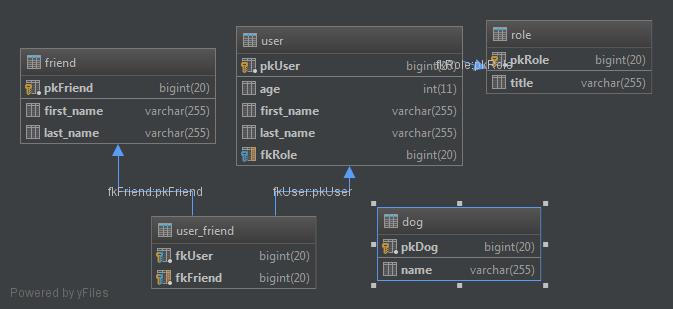 friend
pkFriend bigint(20)
first_name varchar(255)
last_name varchar(255)
user
pkUser bigint(20)
age int(11)
first_name varchar(255)
last_name varchar(255)
fkRole bigint(20)
fkRole:pkRole
role
pkRole bigint(20)
title varchar(255)
fkFriend:pkFriend
fkUser:pkUser
user_friend
fkUser bigint(20)
fkFriend bigint(20)
dog
pkDog bigint(20)
name varchar(255)
Powered by yFiles